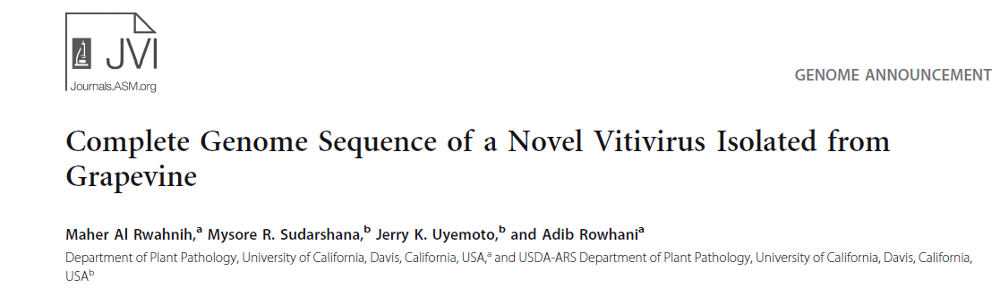 JVI
Journals.ASM.org
GENOME ANNOUNCEMENT
Complete Genome Sequence of a Novel Vitivirus Isolated from
Grapevine
Maher Al Rwahnih,ᵃ Mysore R. Sudarshana,ᵇ Jerry K. Uyemoto,ᵇ and Adib Rowhaniᵃ
Department of Plant Pathology, University of California, Davis, California, USA,ᵃ and USDA-ARS Department of Plant Pathology, University of California, Davis, California,
USAᵇ